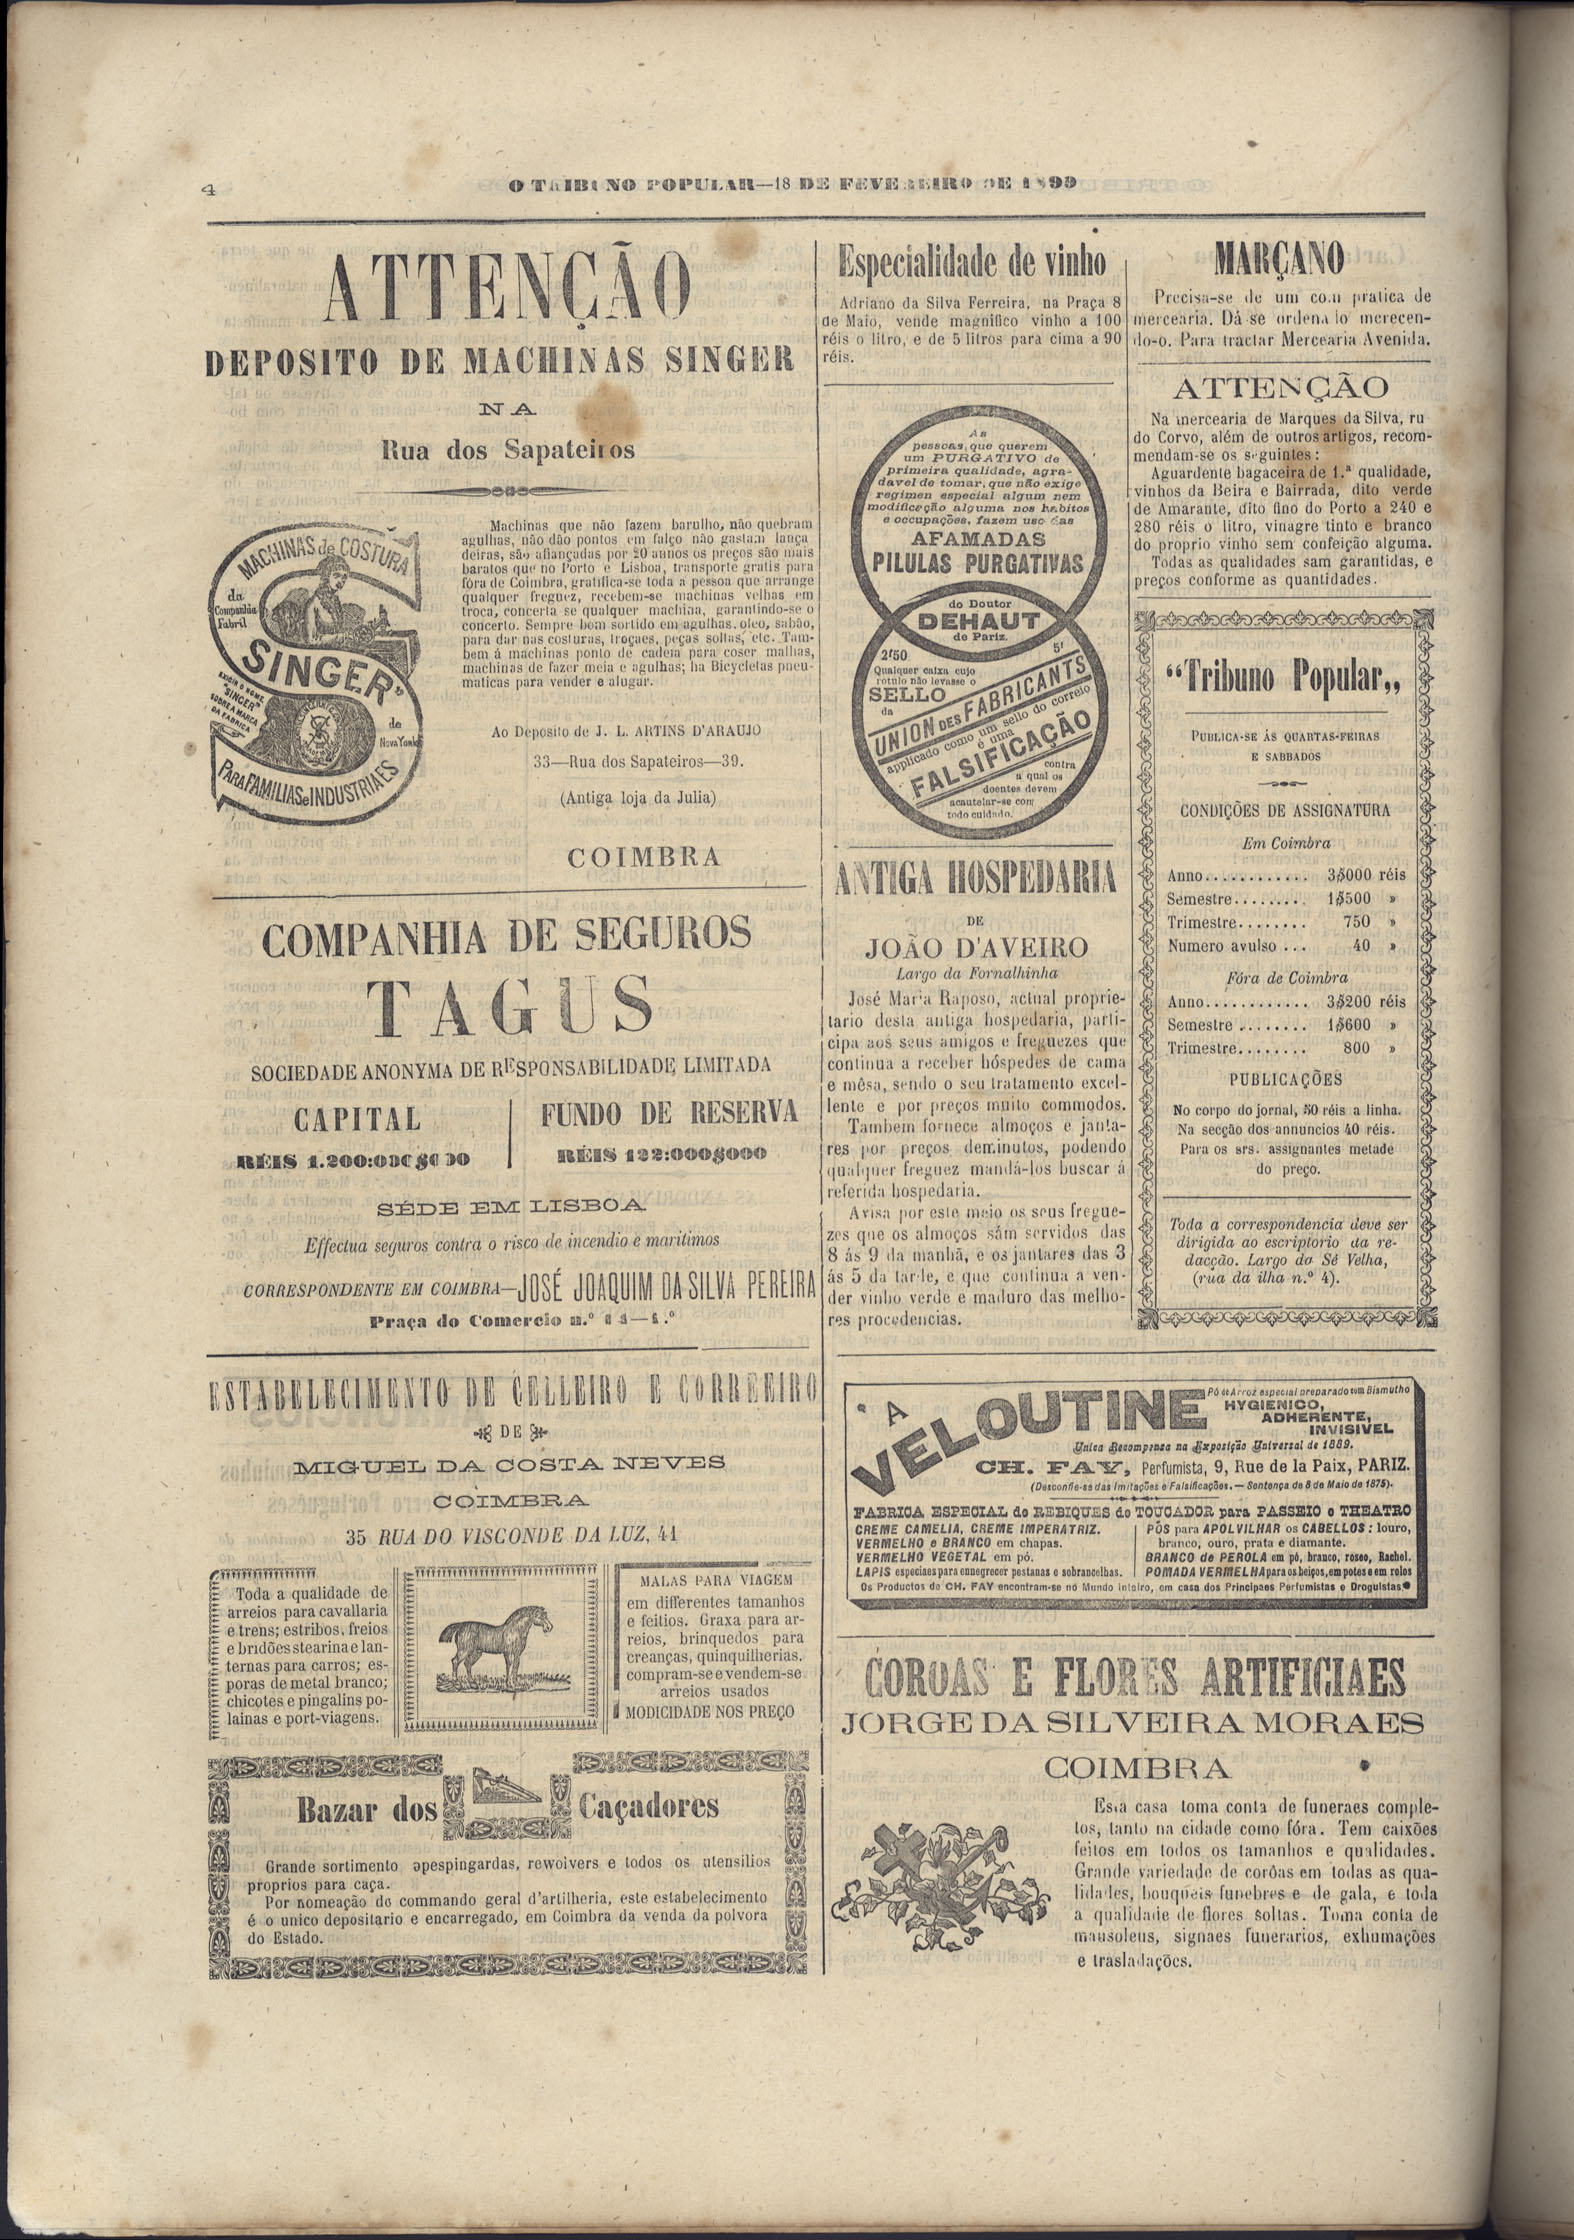 4
O TRIBUNO POPULAR—18 DE FEVEREIRO DE 1899
ATTENÇÃO
DEPOSITO DE MACHINAS SINGER
NA
Rua dos Sapateiros
MACHINAS de COSTURA
da
Companhia
Fabril
"SINGER"
EXIGIR O NOME
"SINGER"
SOBRE A MARCA
DA FABRICA
de
Nova York
PARA FAMILIAS e INDUSTRIAES
Machinas que não fazem barulho, não quebram
agulhas, não dão pontos em falço não gastam lança
deiras, são afiançadas por 20 annos os preços são mais
baratos que no Porto e Lisboa, transporte gratis para
fóra de Coimbra, gratifica-se toda a pessoa que arrange
qualquer freguez, recebem-se machinas velhas em
troca, concerta se qualquer machina, garantindo-se o
concerto. Sempre bom sortido em agulhas, oleo, sabão,
para dar nas costuras, troçaes, peças soltas, etc. Tam-
bem á machinas ponto de cadeia para coser malhas,
machinas de fazer meia e agulhas; ha Bicycletas pneu-
maticas para vender e alugar.
Ao Deposito de J. L. ARTINS D'ARAUJO
33—Rua dos Sapateiros—39.
(Antiga loja da Julia)
COIMBRA
COMPANHIA DE SEGUROS
TAGUS
SOCIEDADE ANONYMA DE RESPONSABILIDADE LIMITADA
CAPITAL
RÉIS 1.200:000$000
FUNDO DE RESERVA
RÉIS 122:000$000
SÉDE EM LISBOA
Effectua seguros contra o risco de incendio e maritimos
CORRESPONDENTE EM COIMBRA—JOSÉ JOAQUIM DA SILVA PEREIRA
Praça do Comercio n.º
ESTABELECIMENTO DE CELLEIRO E CORREEIRO
DE
MIGUEL DA COSTA NEVES
COIMBRA
35 RUA DO VISCONDE DA LUZ, 41
Toda a qualidade de
arreios para cavallaria
e trens; estribos, freios
e bridões stearina e lan-
ternas para carros; es-
poras de metal branco;
chicotes e pingalins po-
lainas e port-viagens.
MALAS PARA VIAGEM
em differentes tamanhos
e feitios. Graxa para ar-
reios, brinquedos para
creanças, quinquilherias.
compram-se e vendem-se
arreios usados
MODICIDADE NOS PREÇO
Bazar dos Caçadores
Grande sortimento espingardas, rewolvers e todos os utensilios
proprios para caça.
Por nomeação do commando geral d'artilheria, este estabelecimento
é o unico depositario e encarregado, em Coimbra da venda da polvora
do Estado.
Especialidade de vinho
Adriano da Silva Ferreira, na Praça 8
de Maio, vende magnifico vinho a 100
réis o litro, e de 5 litros para cima a 90
réis.
As
pessoas que querem
um PURGATIVO de
primeira qualidade, agra-
davel de tomar, que não exige
regimen especial algum nem
modificação alguma nos habitos
e occupações, fazem uso das
AFAMADAS
PILULAS PURGATIVAS
do Doutor
DEHAUT
de Pariz.
2f50
5f
Qualquer caixa cujo
rotulo não levasse o
SELLO
da
UNION DES FABRICANTS
applicado como um sello do correio
é uma
FALSIFICAÇÃO
contra
a qual os
doentes devem
acautelar-se com
todo cuidado.
ANTIGA HOSPEDARIA
DE
JOÃO D'AVEIRO
Largo da Fornalhinha
José Maria Raposo, actual proprie-
tario desta antiga hospedaria, parti-
cipa aos seus amigos e freguezes que
continua a receber hóspedes de cama
e mêsa, sendo o seu tratamento excel-
lente e por preços muito commodos.
Tambem fornece almoços e janta-
res por preços deminutos, podendo
qualquer freguez mandá-los buscar á
referida hospedaria.
Avisa por este meio os seus fregue-
zes que os almoços sám servidos das
8 ás 9 da manhã, e os jantares das 3
ás 5 da tarde, e que continua a ven-
der vinho verde e maduro das melho-
res procedencias.
MARÇANO
Precisa-se de um com pratica de
mercearia. Dá-se ordenado merecen-
do-o. Para tractar Mercearia Avenida.
ATTENÇÃO
Na mercearia de Marques da Silva, ru
do Corvo, além de outros artigos, recom-
mendam-se os seguintes:
Aguardente bagaceira de 1.ª qualidade,
vinhos da Beira e Bairrada, dito verde
de Amarante, dito fino do Porto a 240 e
280 réis o litro, vinagre tinto e branco
do proprio vinho sem confeição alguma.
Todas as qualidades sam garantidas, e
preços conforme as quantidades.
"Tribuno Popular„
PUBLICA-SE ÁS QUARTAS-FEIRAS
E SABBADOS
CONDIÇÕES DE ASSIGNATURA
Em Coimbra
Anno............ 3$000 réis
Semestre........ 1$500 »
Trimestre........ 750 »
Numero avulso ... 40 »
Fóra de Coimbra
Anno............ 3$200 réis
Semestre ........ 1$600 »
Trimestre........ 800 »
PUBLICAÇÕES
No corpo do jornal, 50 réis a linha.
Na secção dos annuncios 40 réis.
Para os srs. assignantes metade
do preço.
Toda a correspondencia deve ser
dirigida ao escriptorio da re-
dacção. Largo da Sé Velha,
(rua da ilha n.º 4).
A VELOUTINE
Pó de Arroz especial preparado com Bismutho
HYGIENICO,
ADHERENTE,
INVISIVEL
Unica Recompensa na Exposição Universal de 1889.
CH. FAY, Perfumista, 9, Rue de la Paix, PARIZ.
(Desconfie-se das Imitações e Falsificações.—Sentença de 8 de Maio de 1875).
FABRICA ESPECIAL do REBIQUES do TOUCADOR para PASSEIO e THEATRO
CREME CAMELIA, CREME IMPERATRIZ.
VERMELHO e BRANCO em chapas.
VERMELHO VEGETAL em pó.
LAPIS especiaes para ennegrecer pestanas e sobrancelhas.
PÓS para APOLVILHAR os CABELLOS: louro,
branco, ouro, prata e diamante.
BRANCO de PEROLA em pó, branco, roseo, Rachel.
POMADA VERMELHA para os beiços, em potes e em rolos
Os Productos de CH. FAY encontram-se no Mundo inteiro, em casa dos Principaes Perfumistas e Droguistas.
COROAS E FLORES ARTIFICIAES
JORGE DA SILVEIRA MORAES
COIMBRA
Esta casa toma conta de funeraes comple-
tos, tanto na cidade como fóra. Tem caixões
feitos em todos os tamanhos e qualidades.
Grande variedade de corôas em todas as qua-
lidades, bouqueis funebres e de gala, e toda
a qualidade de flores soltas. Toma conta de
mausoleus, signaes funerarios, exhumações
e trasladações.